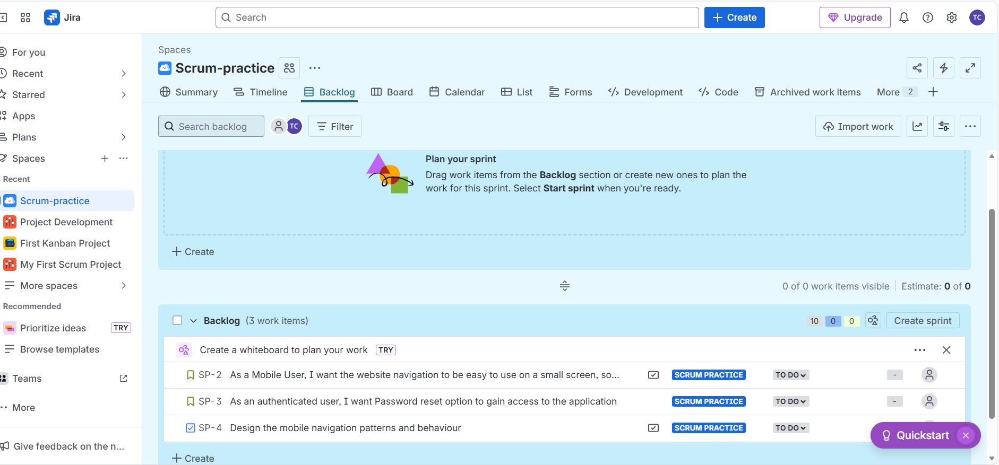 Jira
Search
Create
Upgrade
TC
For you
Recent
Starred
Apps
Plans
Spaces
Recent
Scrum-practice
Project Development
First Kanban Project
My First Scrum Project
More spaces
Recommended
Prioritize ideas TRY
Browse templates
Teams
More
Give feedback on the n...
Spaces
Scrum-practice
Summary Timeline Backlog Board Calendar List Forms Development Code Archived work items More 2
Search backlog TC Filter Import work
Plan your sprint
Drag work items from the Backlog section or create new ones to plan the
work for this sprint. Select Start sprint when you're ready.
Create
0 of 0 work items visible Estimate: 0 of 0
Backlog (3 work items) 10 0 0 Create sprint
Create a whiteboard to plan your work TRY
SP-2 As a Mobile User, I want the website navigation to be easy to use on a small screen, so... SCRUM PRACTICE TO DO -
SP-3 As an authenticated user, I want Password reset option to gain access to the application SCRUM PRACTICE TO DO -
SP-4 Design the mobile navigation patterns and behaviour SCRUM PRACTICE TO DO
Quickstart
Create